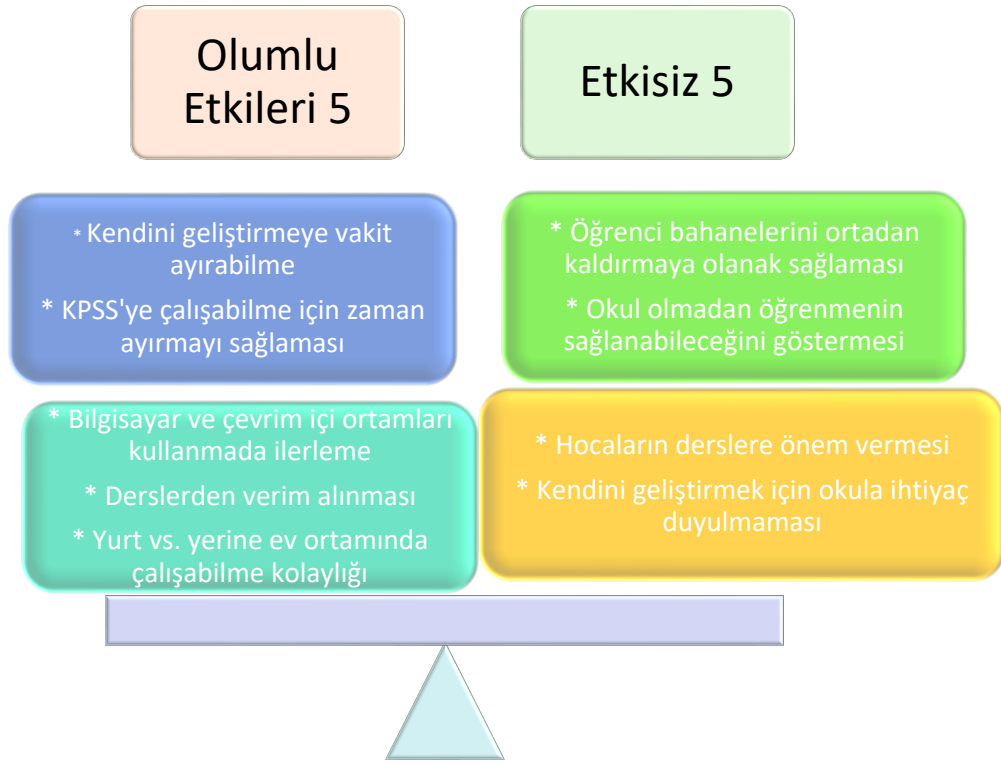 Olumlu
Etkileri 5
Etkisiz 5
* Kendini geliştirmeye vakit
ayırabilme
* KPSS'ye çalışabilme için zaman
ayırmayı sağlaması
* Öğrenci bahanelerini ortadan
kaldırmaya olanak sağlaması
* Okul olmadan öğrenmenin
sağlanabileceğini göstermesi
* Bilgisayar ve çevrim içi ortamları
kullanmada ilerleme
* Derslerden verim alınması
* Yurt vs. yerine ev ortamında
çalışabilme kolaylığı
* Hocaların derslere önem vermesi
* Kendini geliştirmek için okula ihtiyaç
duyulmaması